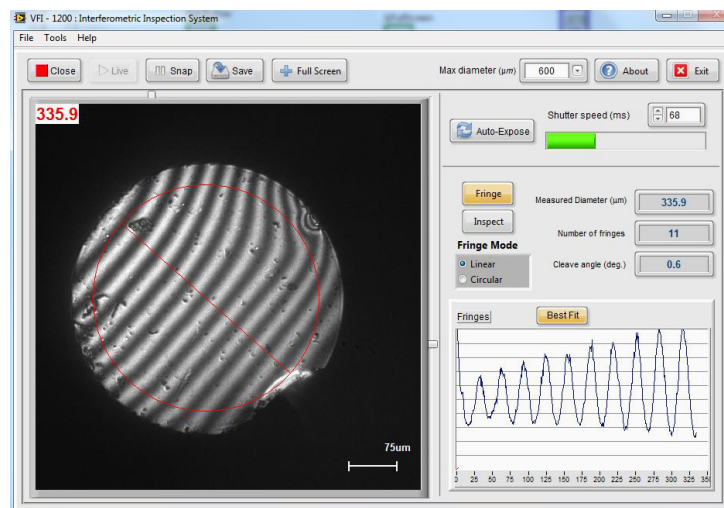 VFI - 1200 : Interferometric Inspection System
File Tools Help
Close Live Snap Save Full Screen Max diameter (µm) 600 About Exit
335.9
Shutter speed (ms) 68
Auto-Expose
Fringe Measured Diameter (µm) 335.9
Inspect Number of fringes 11
Fringe Mode
Linear Cleave angle (deg.) 0.6
Circular
Fringes Best Fit
75um
0 25 50 75 100 125 150 175 200 225 250 275 300 325 350